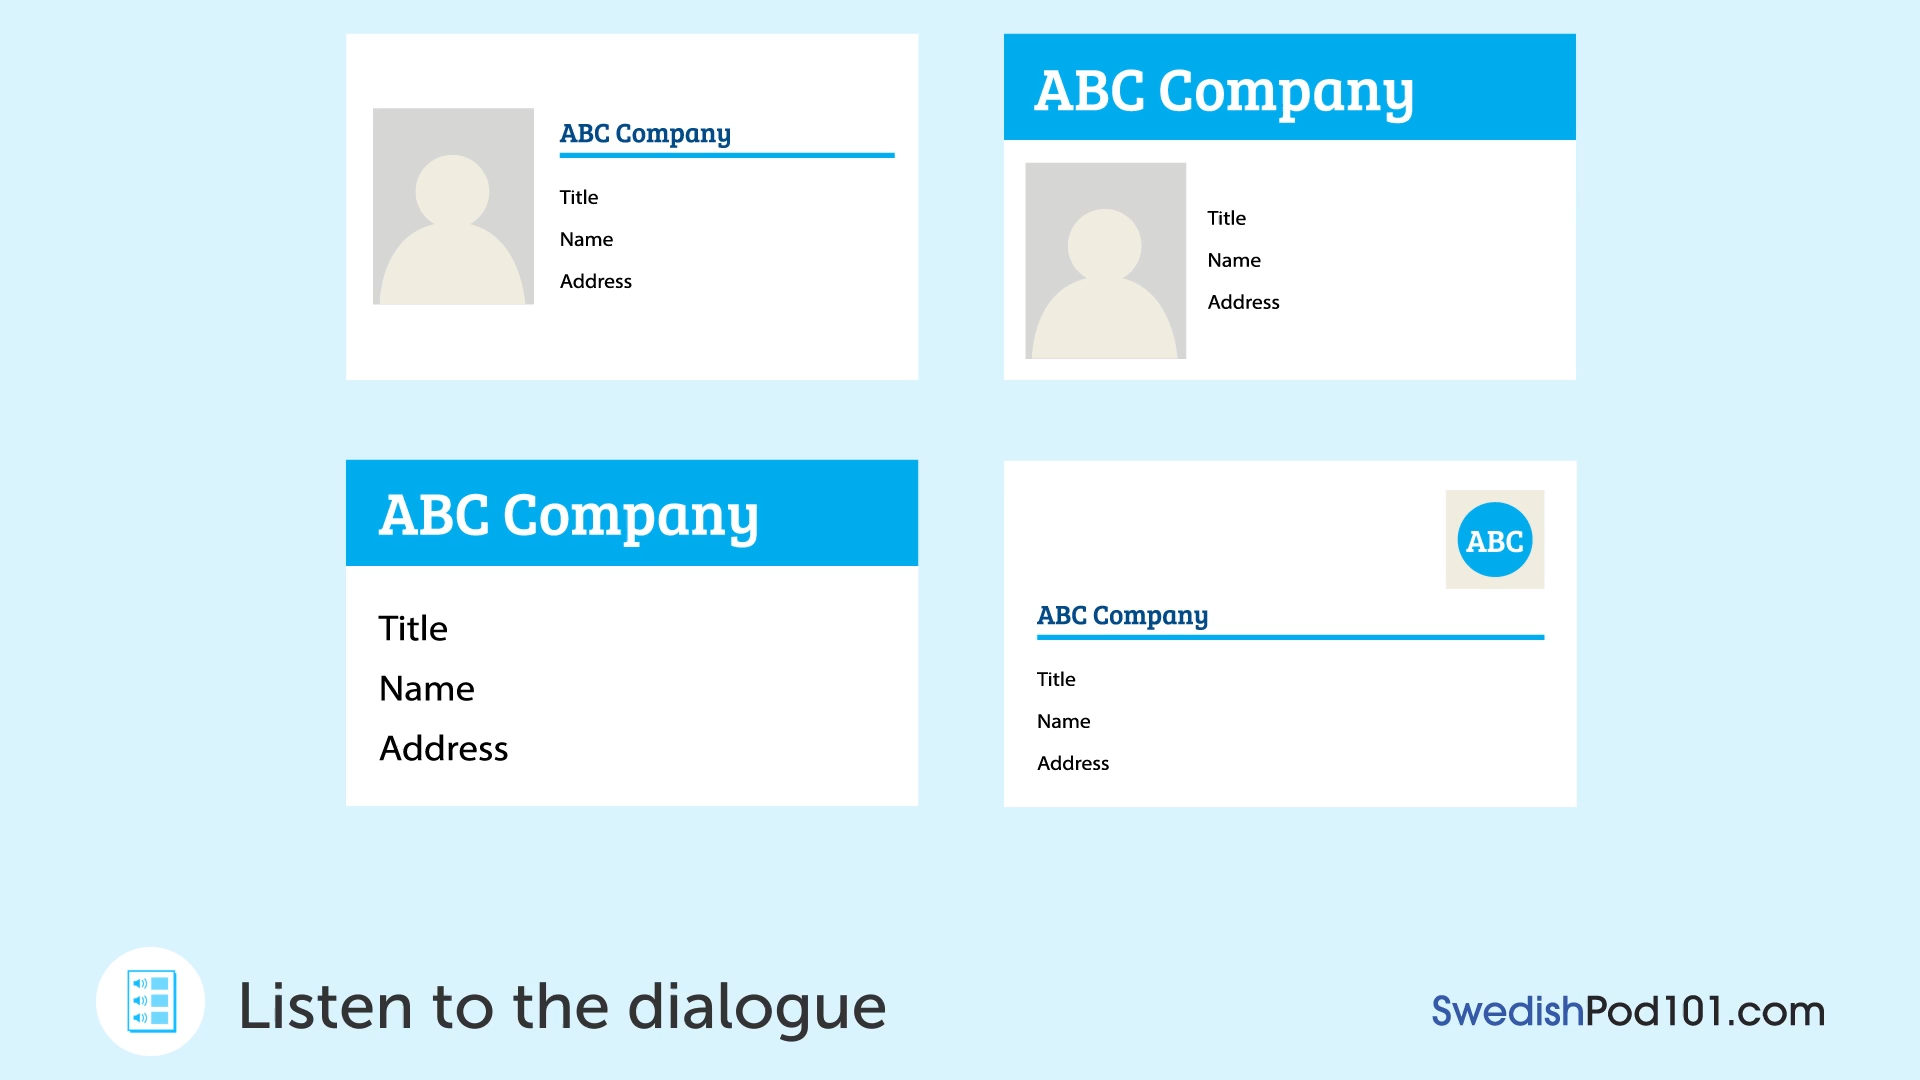 ABC Company
Title
Name
Address
ABC Company
Title
Name
Address
ABC Company
Title
Name
Address
ABC
ABC Company
Title
Name
Address
Listen to the dialogue
SwedishPod101.com